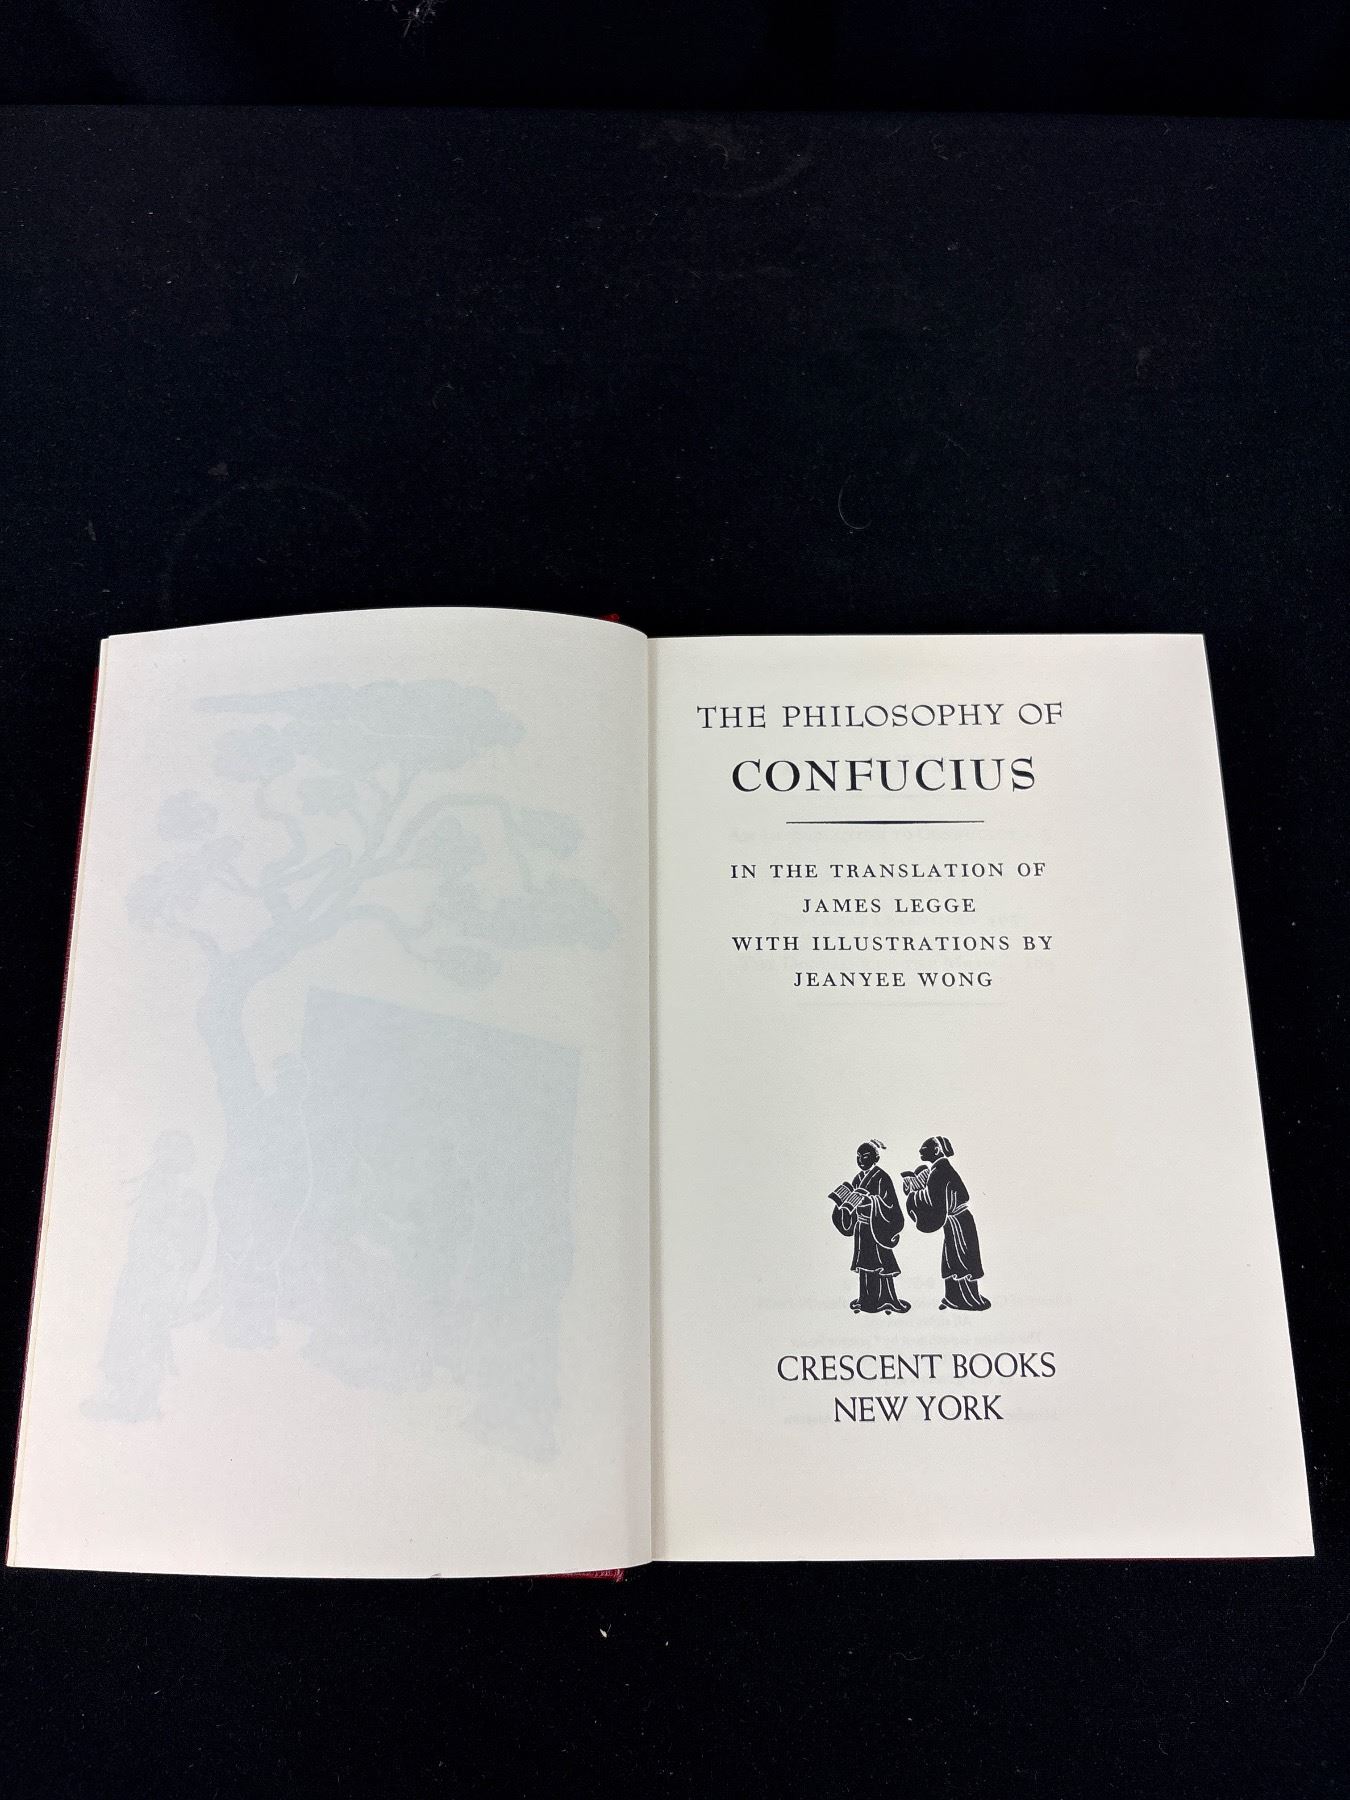 THE PHILOSOPHY OF
CONFUCIUS
IN THE TRANSLATION OF
JAMES LEGGE
WITH ILLUSTRATIONS BY
JEANYEE WONG
CRESCENT BOOKS
NEW YORK